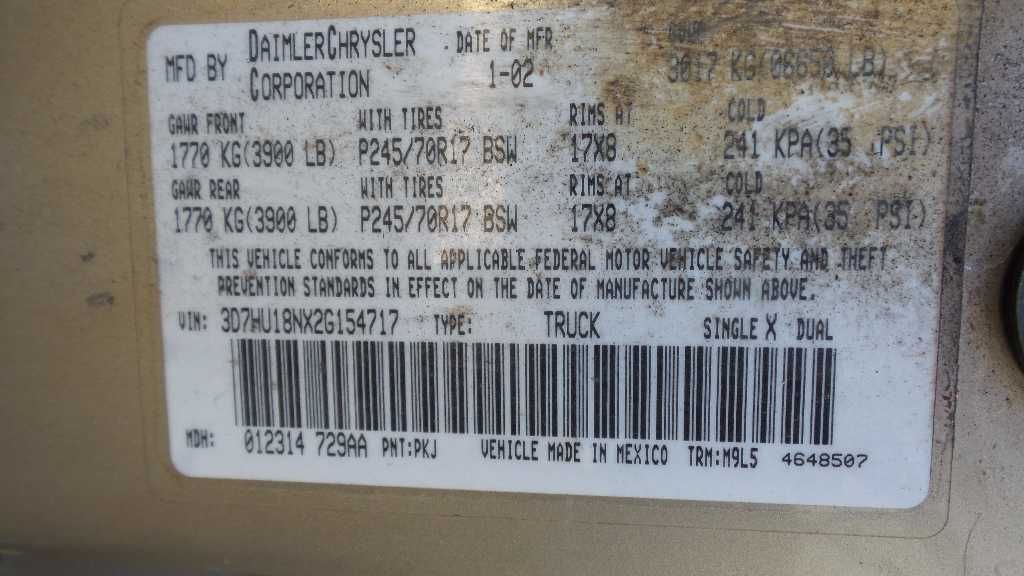 MFD BY DAIMLERCHRYSLER CORPORATION DATE OF MFR 1-02 3017 KG(06650 LB)
GAWR FRONT WITH TIRES RIMS AT COLD
1770 KG(3900 LB) P245/70R17 BSW 17X8 241 KPA(35 PSI)
GAWR REAR WITH TIRES RIMS AT COLD
1770 KG(3900 LB) P245/70R17 BSW 17X8 241 KPA(35 PSI)
THIS VEHICLE CONFORMS TO ALL APPLICABLE FEDERAL MOTOR VEHICLE SAFETY AND THEFT
PREVENTION STANDARDS IN EFFECT ON THE DATE OF MANUFACTURE SHOWN ABOVE.
VIN: 3D7HU18NX2G154717 TYPE: TRUCK SINGLE X DUAL
MDH: 012314 729AA PNT:PKJ VEHICLE MADE IN MEXICO TRM:M9L5 4648507